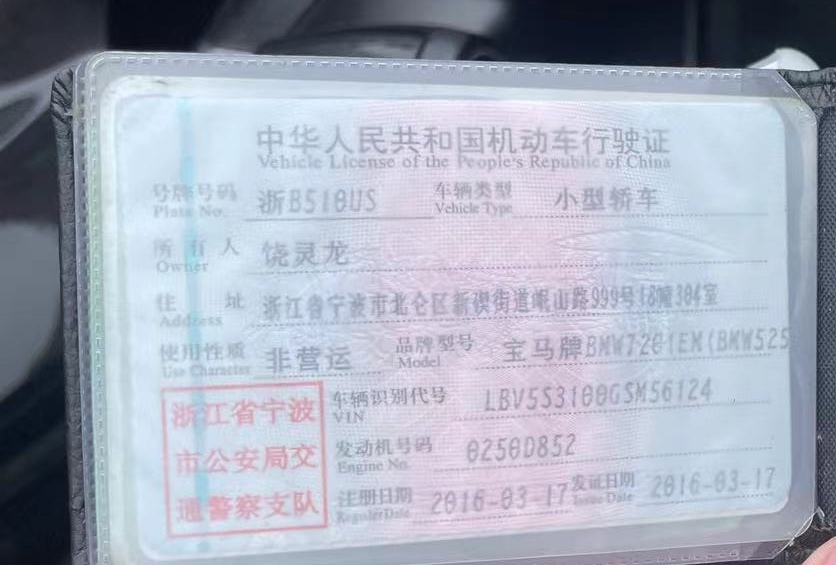 中华人民共和国机动车行驶证
Vehicle License of the People's Republic of China
号牌号码 浙B510US 车辆类型 小型轿车
Plate No. Vehicle Type
所有人 饶灵龙
Owner
住址 浙江省宁波市北仑区新碶街道岷山路999号18幢304室
Address
使用性质 非营运 品牌型号 宝马牌BMW7201EM(BMW525
Use Character Model
浙江省宁波 车辆识别代号 LBV5S3100GSM56124
VIN
市公安局交 发动机号码 0250D852
Engine No.
通警察支队 注册日期 2016-03-17 发证日期 2016-03-17
Register Date Issue Date